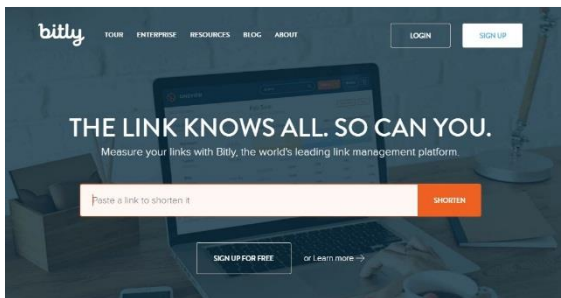 bitly TOUR ENTERPRISE RESOURCES BLOG ABOUT LOGIN SIGN UP
THE LINK KNOWS ALL. SO CAN YOU.
Measure your links with Bitly, the world's leading link management platform.
Paste a link to shorten it SHORTEN
SIGN UP FOR FREE or Learn more →